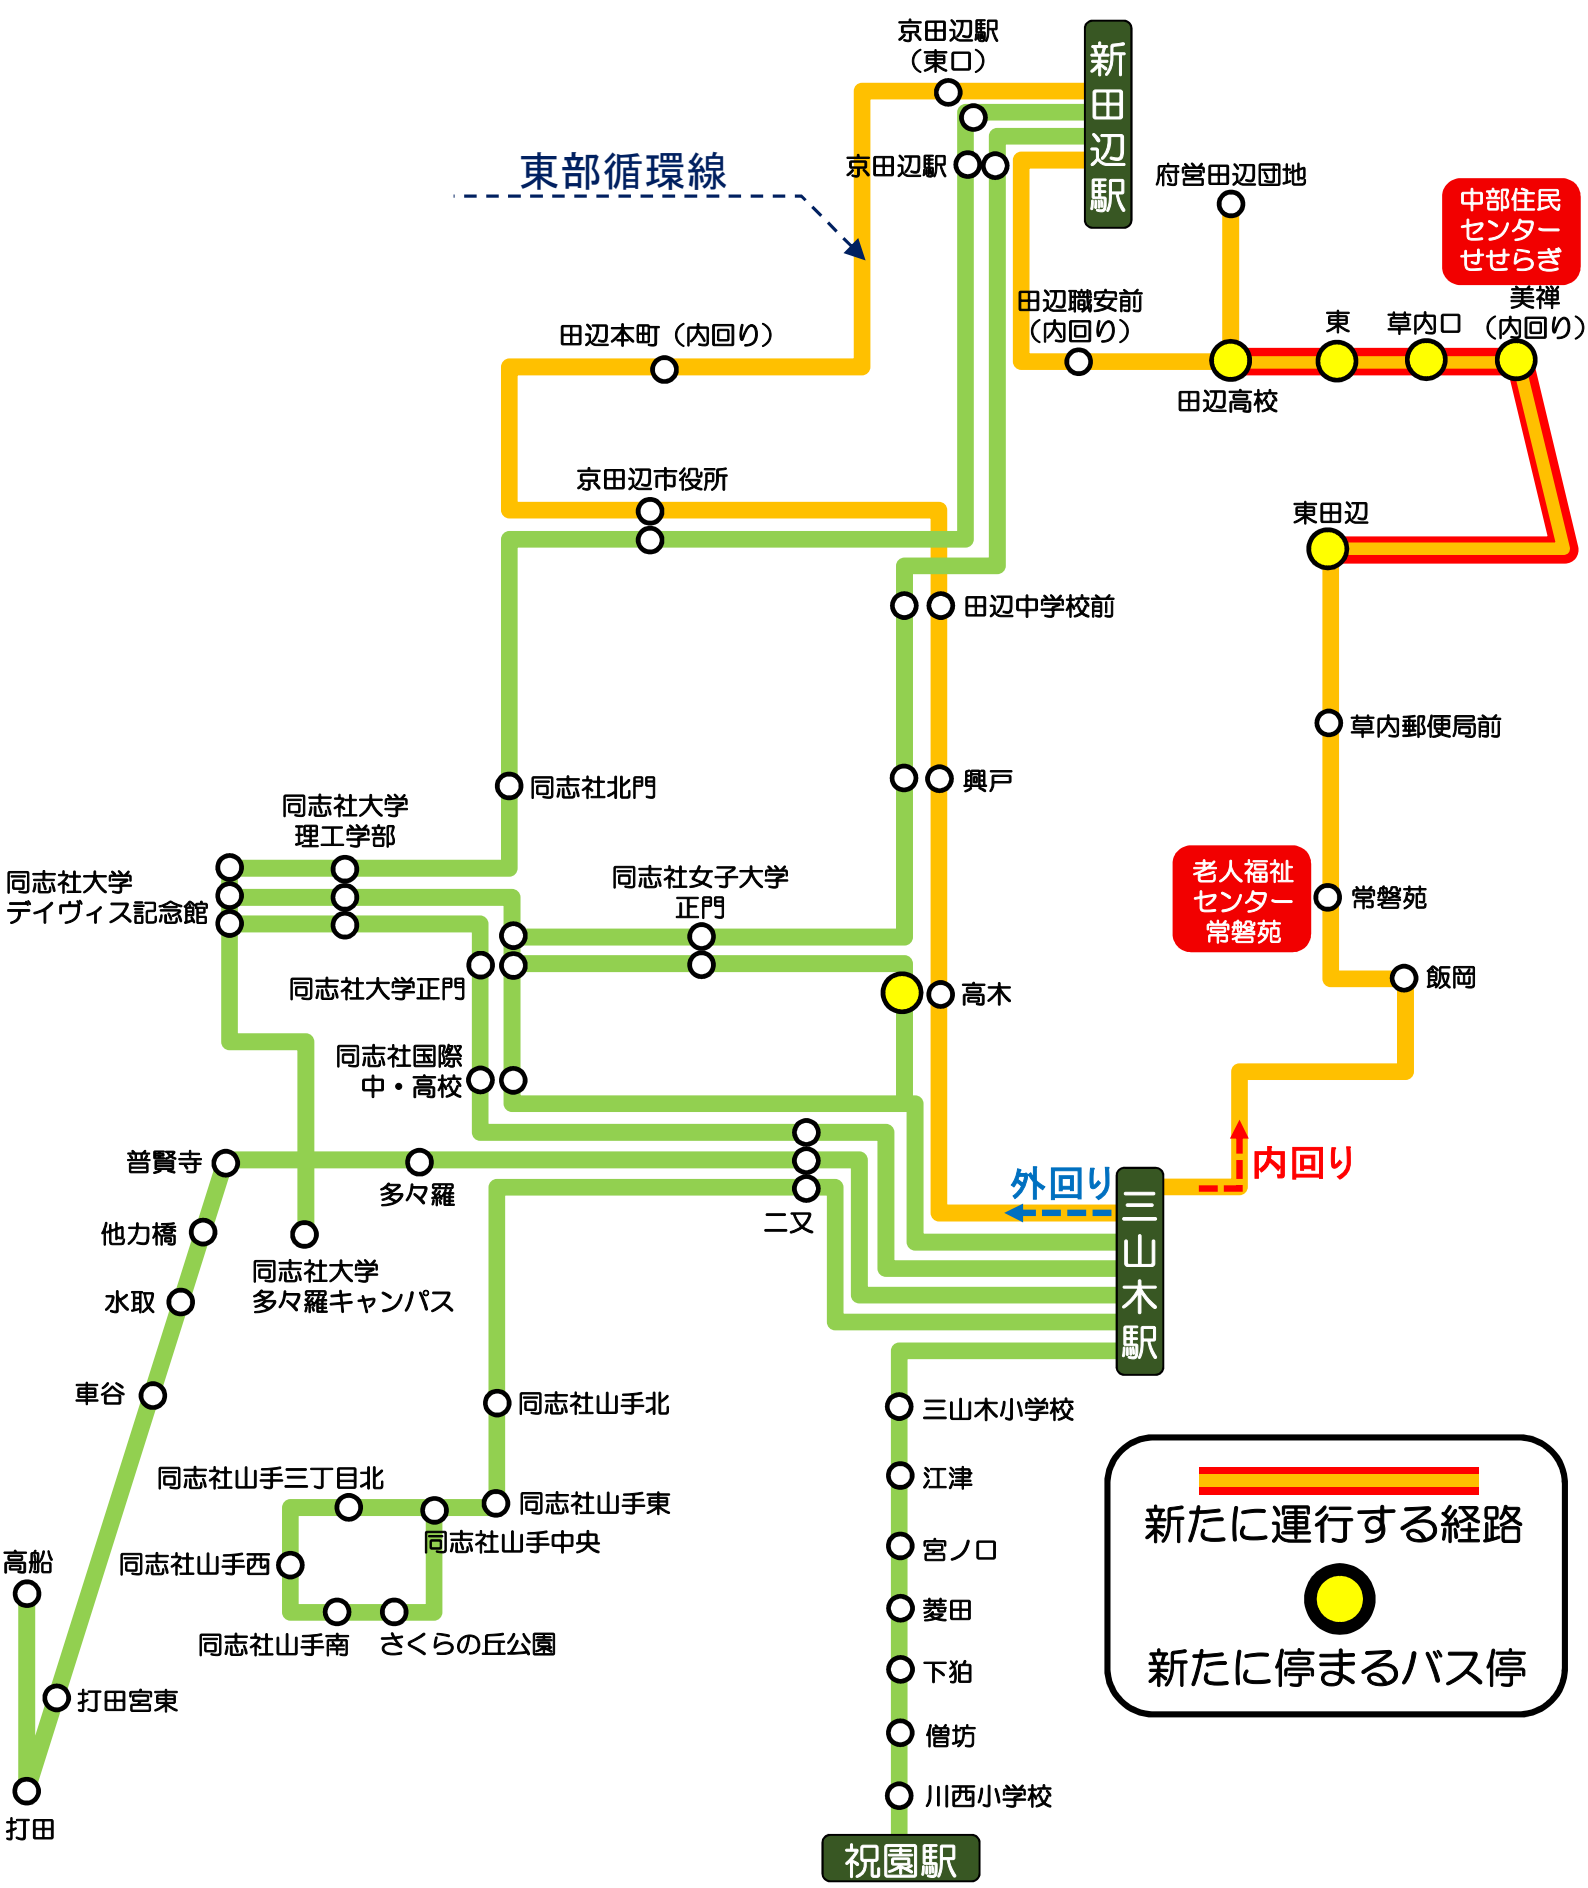 京田辺駅
（東口）
新田辺駅
東部循環線
京田辺駅
府営田辺団地
中部住民
センター
せせらぎ
美禅
（内回り）
田辺職安前
（内回り）
東
草内口
田辺本町（内回り）
田辺高校
京田辺市役所
東田辺
田辺中学校前
草内郵便局前
興戸
同志社北門
同志社大学
理工学部
同志社大学
デイヴィス記念館
同志社女子大学
正門
老人福祉
センター
常磐苑
常磐苑
同志社大学正門
高木
飯岡
同志社国際
中・高校
普賢寺
多々羅
内回り
外回り
三山木駅
二又
他力橋
同志社大学
多々羅キャンパス
水取
車谷
同志社山手北
三山木小学校
同志社山手三丁目北
江津
同志社山手東
同志社山手中央
新たに運行する経路
宮ノ口
高船
同志社山手西
菱田
同志社山手南
さくらの丘公園
下狛
新たに停まるバス停
打田宮東
僧坊
川西小学校
打田
祝園駅